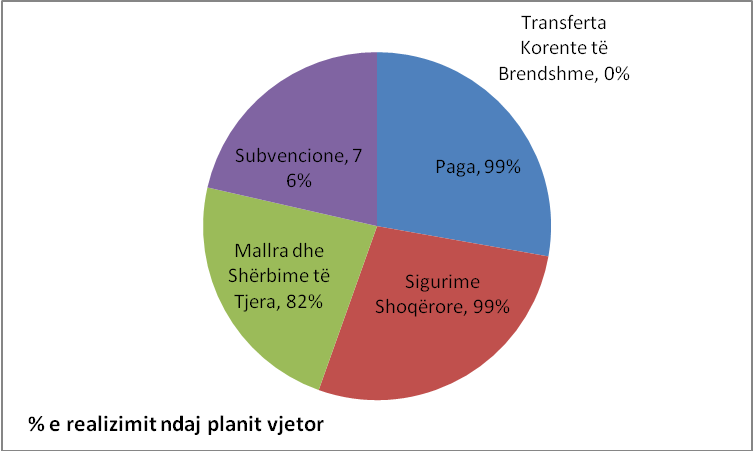 Transferta
Korente të
Brendshme, 0%
Paga, 99%
Sigurime
Shoqërore, 99%
Mallra dhe
Shërbime të
Tjera, 82%
Subvencione, 7
6%
% e realizimit ndaj planit vjetor